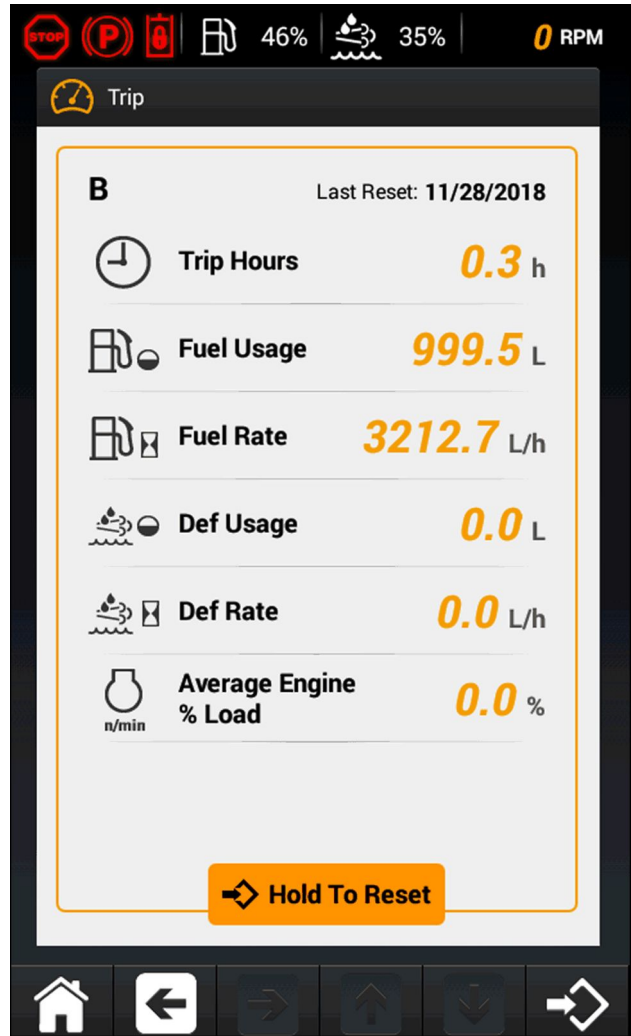 STOP P 46% 35% 0 RPM
Trip
B Last Reset: 11/28/2018
Trip Hours 0.3 h
Fuel Usage 999.5 L
Fuel Rate 3212.7 L/h
Def Usage 0.0 L
Def Rate 0.0 L/h
Average Engine
% Load 0.0 %
n/min
Hold To Reset